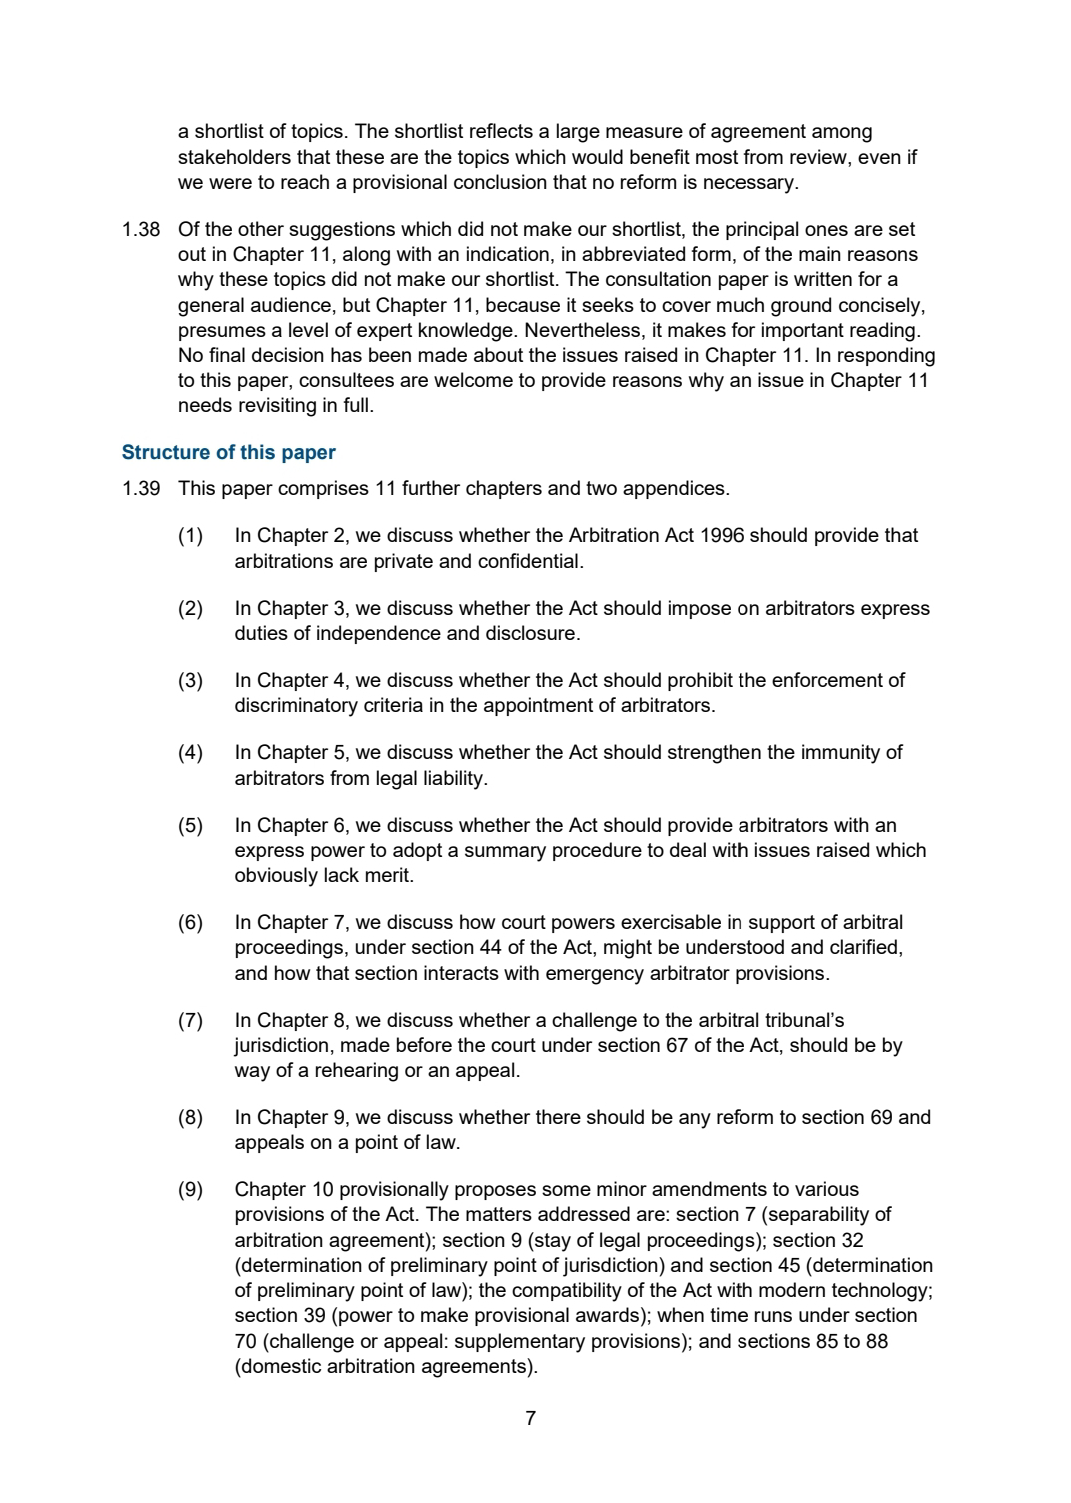 a shortlist of topics. The shortlist reflects a large measure of agreement among
stakeholders that these are the topics which would benefit most from review, even if
we were to reach a provisional conclusion that no reform is necessary.
1.38 Of the other suggestions which did not make our shortlist, the principal ones are set
out in Chapter 11, along with an indication, in abbreviated form, of the main reasons
why these topics did not make our shortlist. The consultation paper is written for a
general audience, but Chapter 11, because it seeks to cover much ground concisely,
presumes a level of expert knowledge. Nevertheless, it makes for important reading.
No final decision has been made about the issues raised in Chapter 11. In responding
to this paper, consultees are welcome to provide reasons why an issue in Chapter 11
needs revisiting in full.
Structure of this paper
1.39 This paper comprises 11 further chapters and two appendices.
(1) In Chapter 2, we discuss whether the Arbitration Act 1996 should provide that
arbitrations are private and confidential.
(2) In Chapter 3, we discuss whether the Act should impose on arbitrators express
duties of independence and disclosure.
(3) In Chapter 4, we discuss whether the Act should prohibit the enforcement of
discriminatory criteria in the appointment of arbitrators.
(4) In Chapter 5, we discuss whether the Act should strengthen the immunity of
arbitrators from legal liability.
(5) In Chapter 6, we discuss whether the Act should provide arbitrators with an
express power to adopt a summary procedure to deal with issues raised which
obviously lack merit.
(6) In Chapter 7, we discuss how court powers exercisable in support of arbitral
proceedings, under section 44 of the Act, might be understood and clarified,
and how that section interacts with emergency arbitrator provisions.
(7) In Chapter 8, we discuss whether a challenge to the arbitral tribunal’s
jurisdiction, made before the court under section 67 of the Act, should be by
way of a rehearing or an appeal.
(8) In Chapter 9, we discuss whether there should be any reform to section 69 and
appeals on a point of law.
(9) Chapter 10 provisionally proposes some minor amendments to various
provisions of the Act. The matters addressed are: section 7 (separability of
arbitration agreement); section 9 (stay of legal proceedings); section 32
(determination of preliminary point of jurisdiction) and section 45 (determination
of preliminary point of law); the compatibility of the Act with modern technology;
section 39 (power to make provisional awards); when time runs under section
70 (challenge or appeal: supplementary provisions); and sections 85 to 88
(domestic arbitration agreements).
7